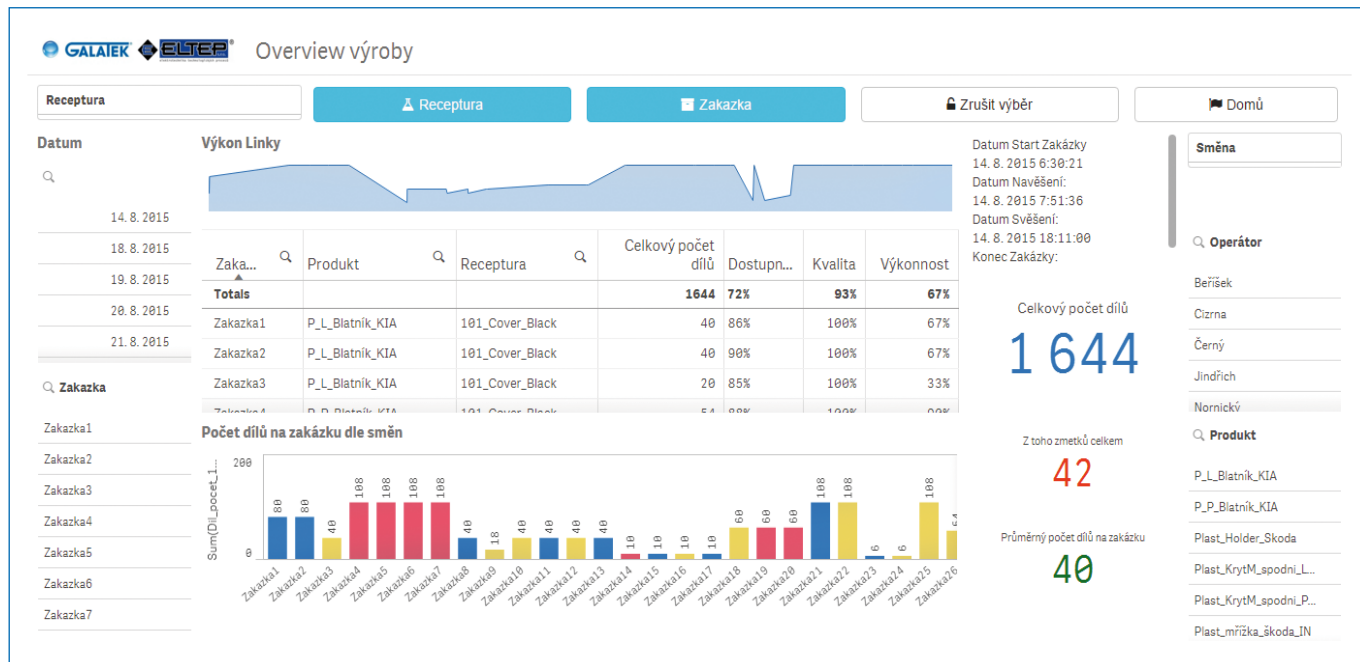 GALATEK ELTEP Overview výroby
Receptura
Receptura
Zakazka
Zrušit výběr
Domů
Datum
14. 8. 2015
18. 8. 2015
19. 8. 2015
20. 8. 2015
21. 8. 2015
Zakazka
Zakazka1
Zakazka2
Zakazka3
Zakazka4
Zakazka5
Zakazka6
Zakazka7
Výkon Linky
Zaka... Produkt Receptura Celkový počet dílů Dostupn... Kvalita Výkonnost
Totals 1644 72% 93% 67%
Zakazka1 P_L_Blatník_KIA 101_Cover_Black 40 86% 100% 67%
Zakazka2 P_L_Blatník_KIA 101_Cover_Black 40 90% 100% 67%
Zakazka3 P_L_Blatník_KIA 101_Cover_Black 20 85% 100% 33%
Zakazka4 P_P_Blatník_KIA 101_Cover_Black 54 88% 100%
Počet dílů na zakázku dle směn
Sum(Dil_pocet_1...
200
0
80 80 40 108 108 108 108 40 18 40 40 40 40 10 10 10 10 60 60 60 108 108 6 6 108
Zakazka1 Zakazka2 Zakazka3 Zakazka4 Zakazka5 Zakazka6 Zakazka7 Zakazka8 Zakazka9 Zakazka10 Zakazka11 Zakazka12 Zakazka13 Zakazka14 Zakazka15 Zakazka16 Zakazka17 Zakazka18 Zakazka19 Zakazka20 Zakazka21 Zakazka22 Zakazka23 Zakazka24 Zakazka25 Zakazka26
Datum Start Zakázky
14. 8. 2015 6:30:21
Datum Navěšení:
14. 8. 2015 7:51:36
Datum Svěšení:
14. 8. 2015 18:11:00
Konec Zakázky:
Celkový počet dílů
1 644
Z toho zmetků celkem
42
Průměrný počet dílů na zakázku
40
Směna
Operátor
Beříšek
Cizrna
Černý
Jindřich
Nornický
Produkt
P_L_Blatník_KIA
P_P_Blatník_KIA
Plast_Holder_Skoda
Plast_KrytM_spodni_L...
Plast_KrytM_spodni_P...
Plast_mřížka_škoda_IN